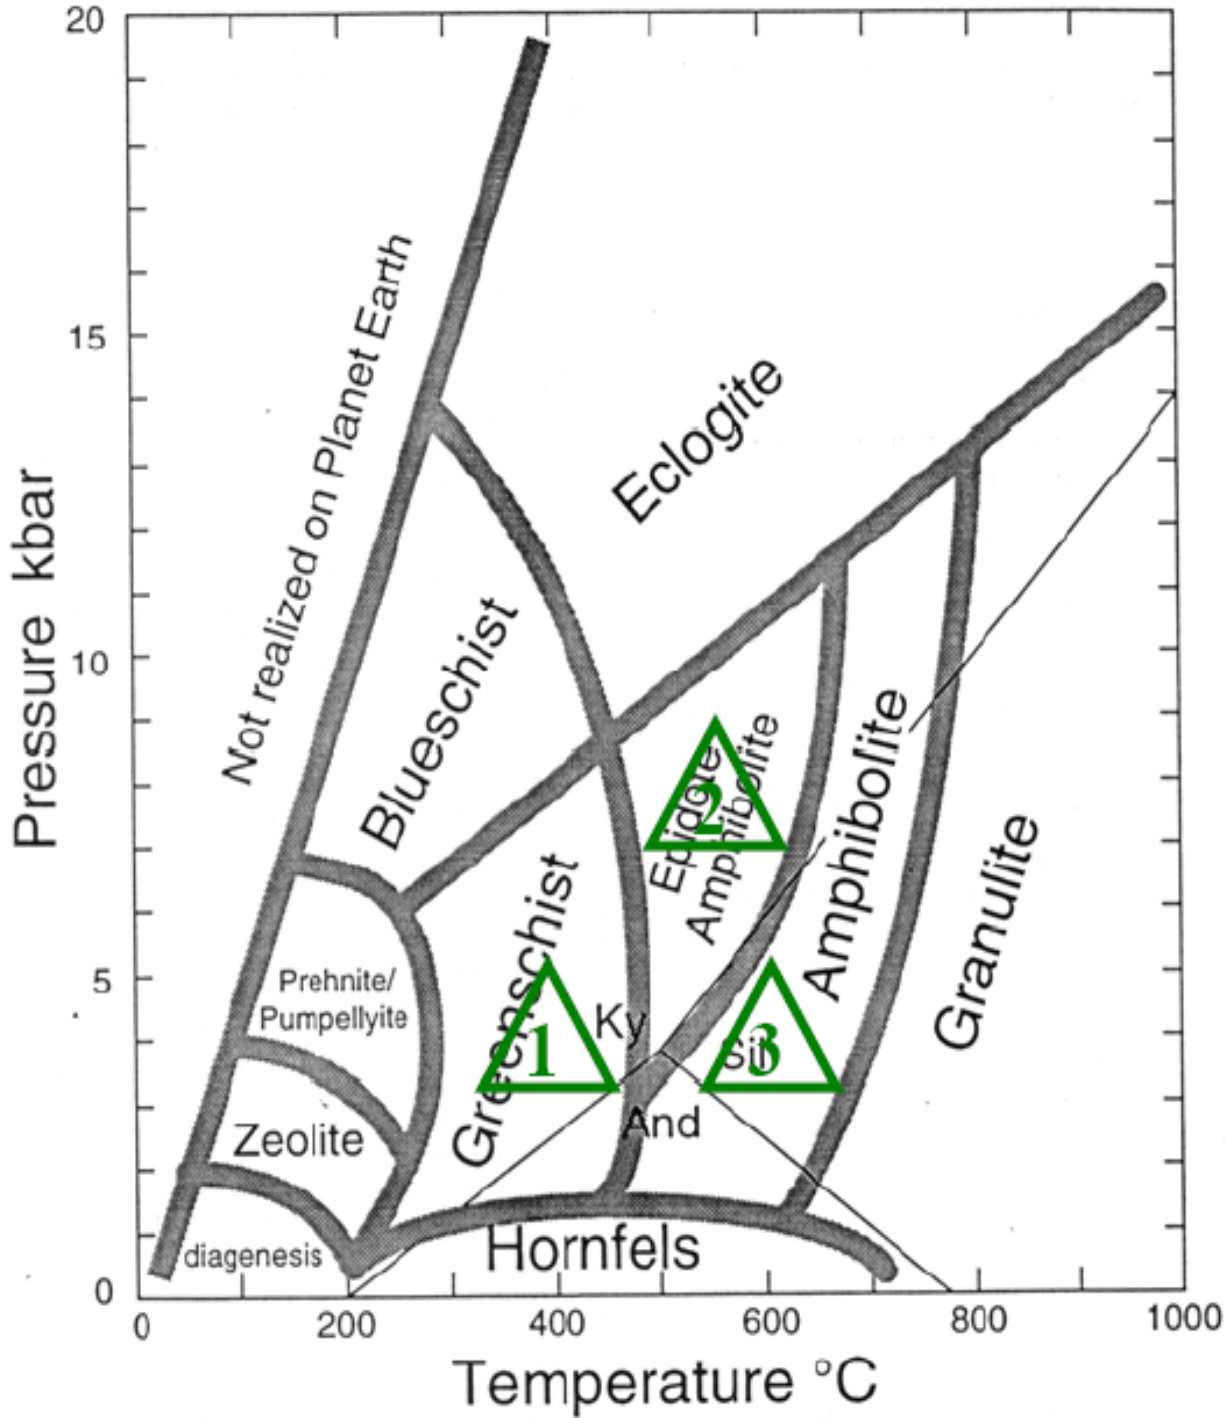 20
15
10
5
0
Pressure kbar
Not realized on Planet Earth
Eclogite
Blueschist
Epidote
Amphibolite
Amphibolite
Granulite
Greenschist
Prehnite/
Pumpellyite
Zeolite
diagenesis
Hornfels
Ky
Sil
And
1
2
3
0 200 400 600 800 1000
Temperature °C